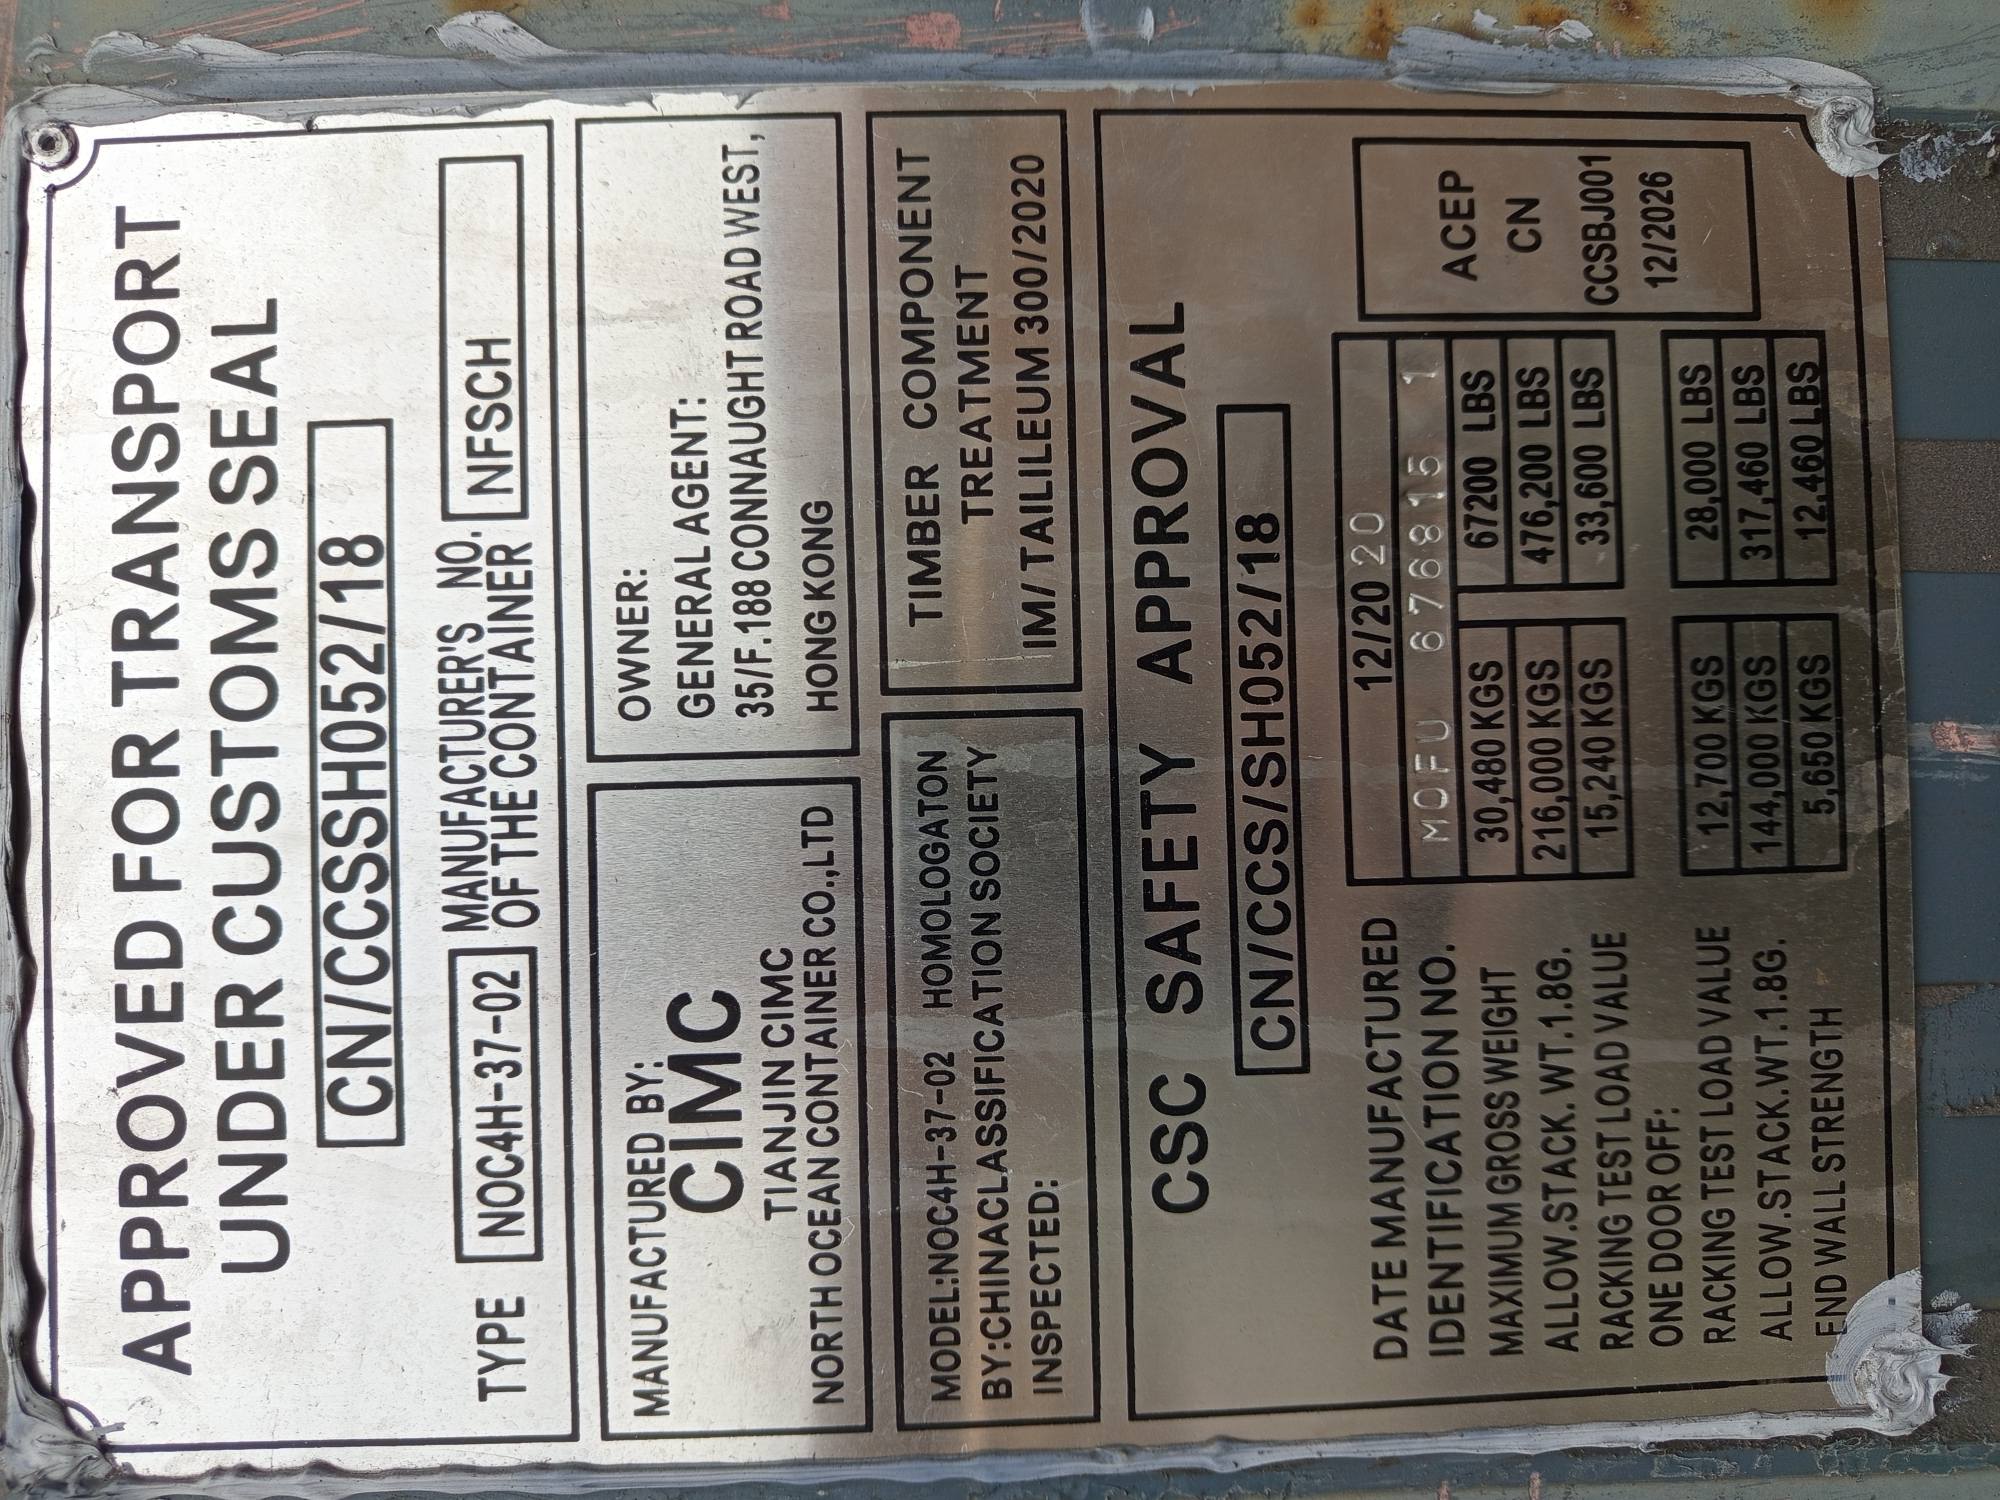 APPROVED FOR TRANSPORT
UNDER CUSTOMS SEAL
CN/CCSSH052/18
TYPE NOC4H-37-02 MANUFACTURER'S NO. OF THE CONTAINER NFSCH
MANUFACTURED BY:
CIMC
TIANJIN CIMC
NORTH OCEAN CONTAINER CO.,LTD
OWNER:
GENERAL AGENT:
35/F.188 CONNAUGHT ROAD WEST,
HONG KONG
MODEL:NOC4H-37-02 HOMOLOGATON
BY:CHINACLASSIFICATION SOCIETY
INSPECTED:
TIMBER COMPONENT
TREATMENT
IM/ TAILILEUM 300/2020
CSC SAFETY APPROVAL
CN/CCS/SH052/18
DATE MANUFACTURED 12/20 20
IDENTIFICATION NO. MOFU 676815 1
MAXIMUM GROSS WEIGHT 30,480 KGS 67200 LBS
ALLOW.STACK. WT.1.8G. 216,000 KGS 476,200 LBS
RACKING TEST LOAD VALUE 15,240 KGS 33,600 LBS
ONE DOOR OFF:
RACKING TEST LOAD VALUE 12,700 KGS 28,000 LBS
ALLOW.STACK.WT.1.8G. 144,000 KGS 317,460 LBS
END WALL STRENGTH 5,650 KGS 12.460 LBS
ACEP
CN
CCSBJ001
12/2026